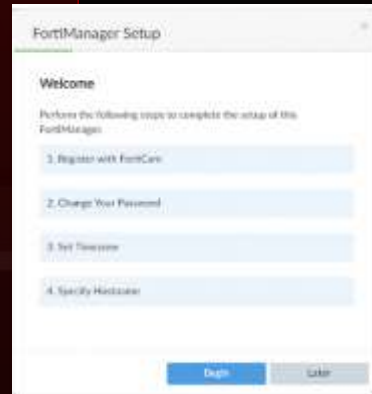 FortiManager Setup
Welcome
Perform the following steps to complete the setup of this
FortiManager
1. Register with FortiCare
2. Change Your Password
3. Set Timezone
4. Specify Hostname
Begin
Later